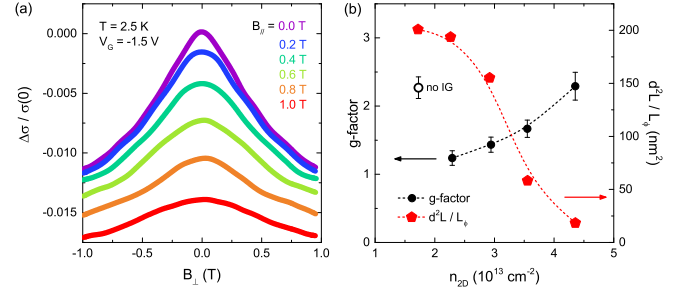 (a)
T = 2.5 K
V_G = -1.5 V
B_// = 0.0 T
0.2 T
0.4 T
0.6 T
0.8 T
1.0 T
0.000
-0.005
-0.010
-0.015
Δσ / σ(0)
-1.0 -0.5 0.0 0.5 1.0
B_⊥ (T)
(b)
3
2
1
0
g-factor
no IG
g-factor
d²L / L_ϕ
200
150
100
50
0
d²L / L_ϕ (nm²)
1 2 3 4 5
n_2D (10¹³ cm⁻²)